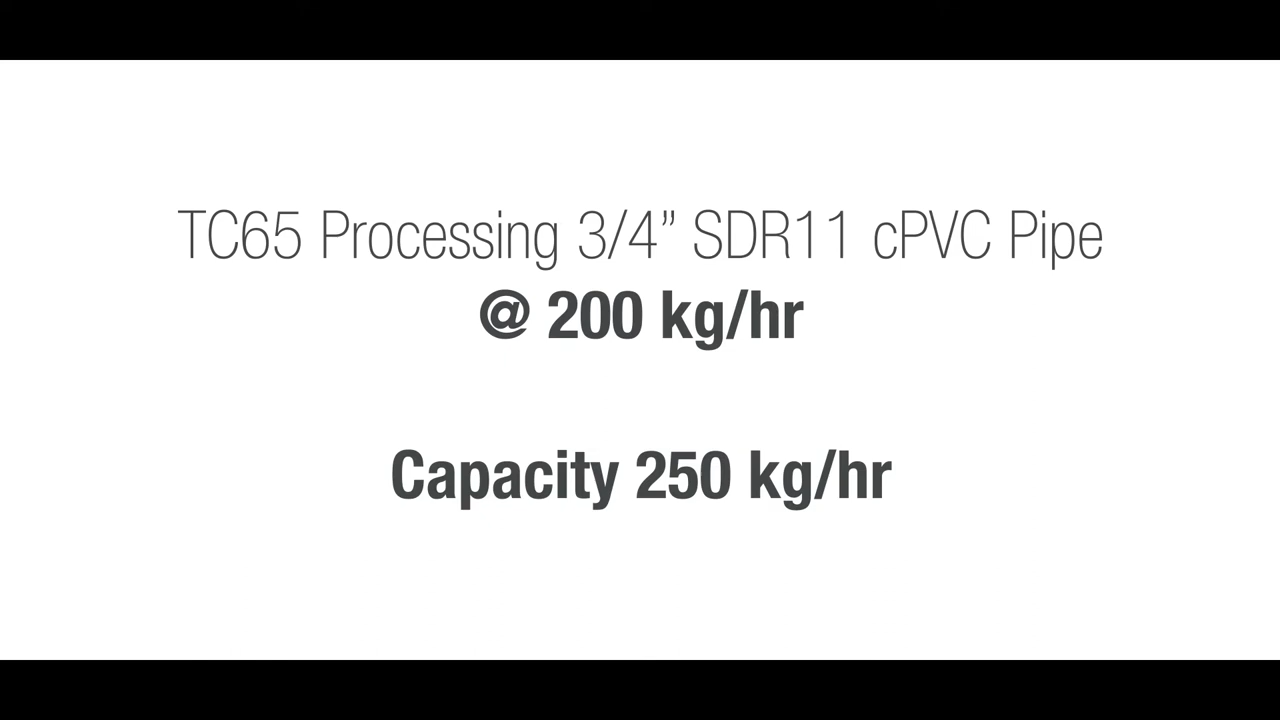 TC65 Processing 3/4” SDR11 cPVC Pipe
@ 200 kg/hr
Capacity 250 kg/hr